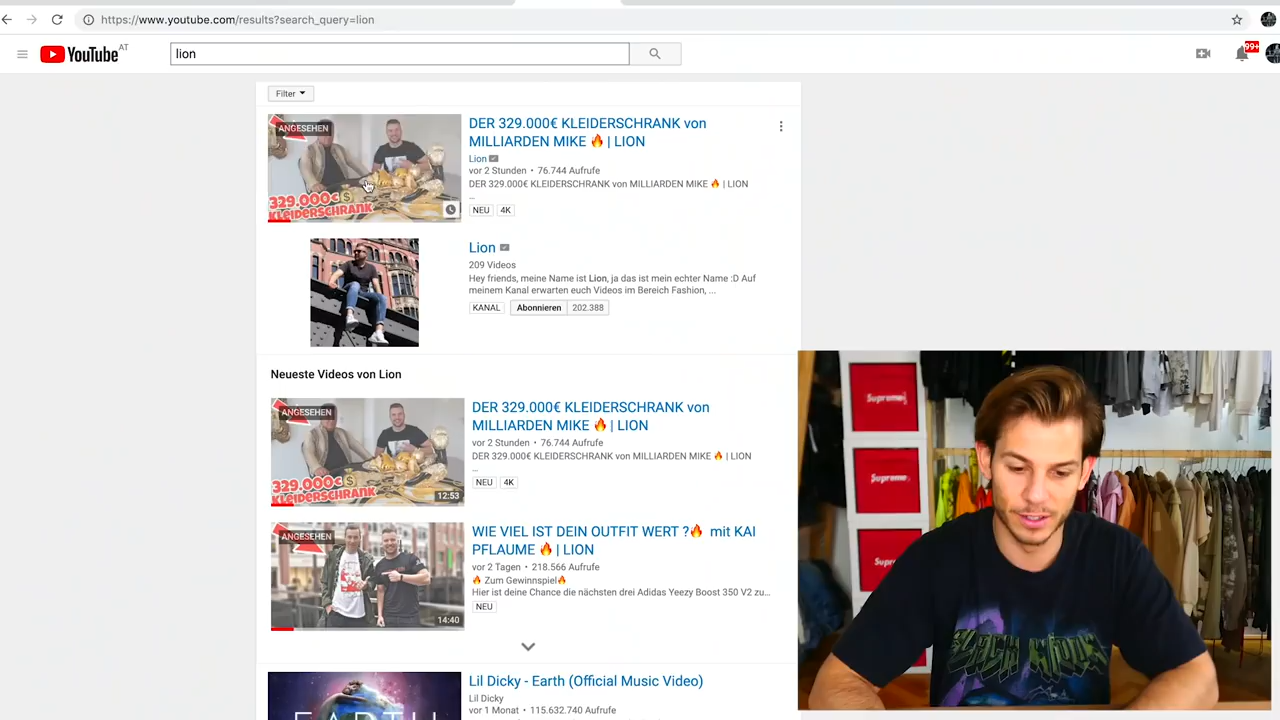 https://www.youtube.com/results?search_query=lion
YouTube AT
lion
99+
Filter
ANGESEHEN
329.000€
KLEIDERSCHRANK
DER 329.000€ KLEIDERSCHRANK von
MILLIARDEN MIKE 🔥 | LION
Lion
vor 2 Stunden • 76.744 Aufrufe
DER 329.000€ KLEIDERSCHRANK von MILLIARDEN MIKE 🔥 | LION
...
NEU 4K
Lion
209 Videos
Hey friends, meine Name ist Lion, ja das ist mein echter Name :D Auf
meinem Kanal erwarten euch Videos im Bereich Fashion, ...
KANAL Abonnieren 202.388
Neueste Videos von Lion
ANGESEHEN
329.000€
KLEIDERSCHRANK
12:53
DER 329.000€ KLEIDERSCHRANK von
MILLIARDEN MIKE 🔥 | LION
vor 2 Stunden • 76.744 Aufrufe
DER 329.000€ KLEIDERSCHRANK von MILLIARDEN MIKE 🔥 | LION
...
NEU 4K
ANGESEHEN
14:40
WIE VIEL IST DEIN OUTFIT WERT ?🔥 mit KAI
PFLAUME 🔥 | LION
vor 2 Tagen • 218.566 Aufrufe
🔥 Zum Gewinnspiel🔥
Hier ist deine Chance die nächsten drei Adidas Yeezy Boost 350 V2 zu...
NEU
EARTH
Lil Dicky - Earth (Official Music Video)
Lil Dicky
vor 1 Monat • 115.632.740 Aufrufe
Supreme
Supreme
Supr